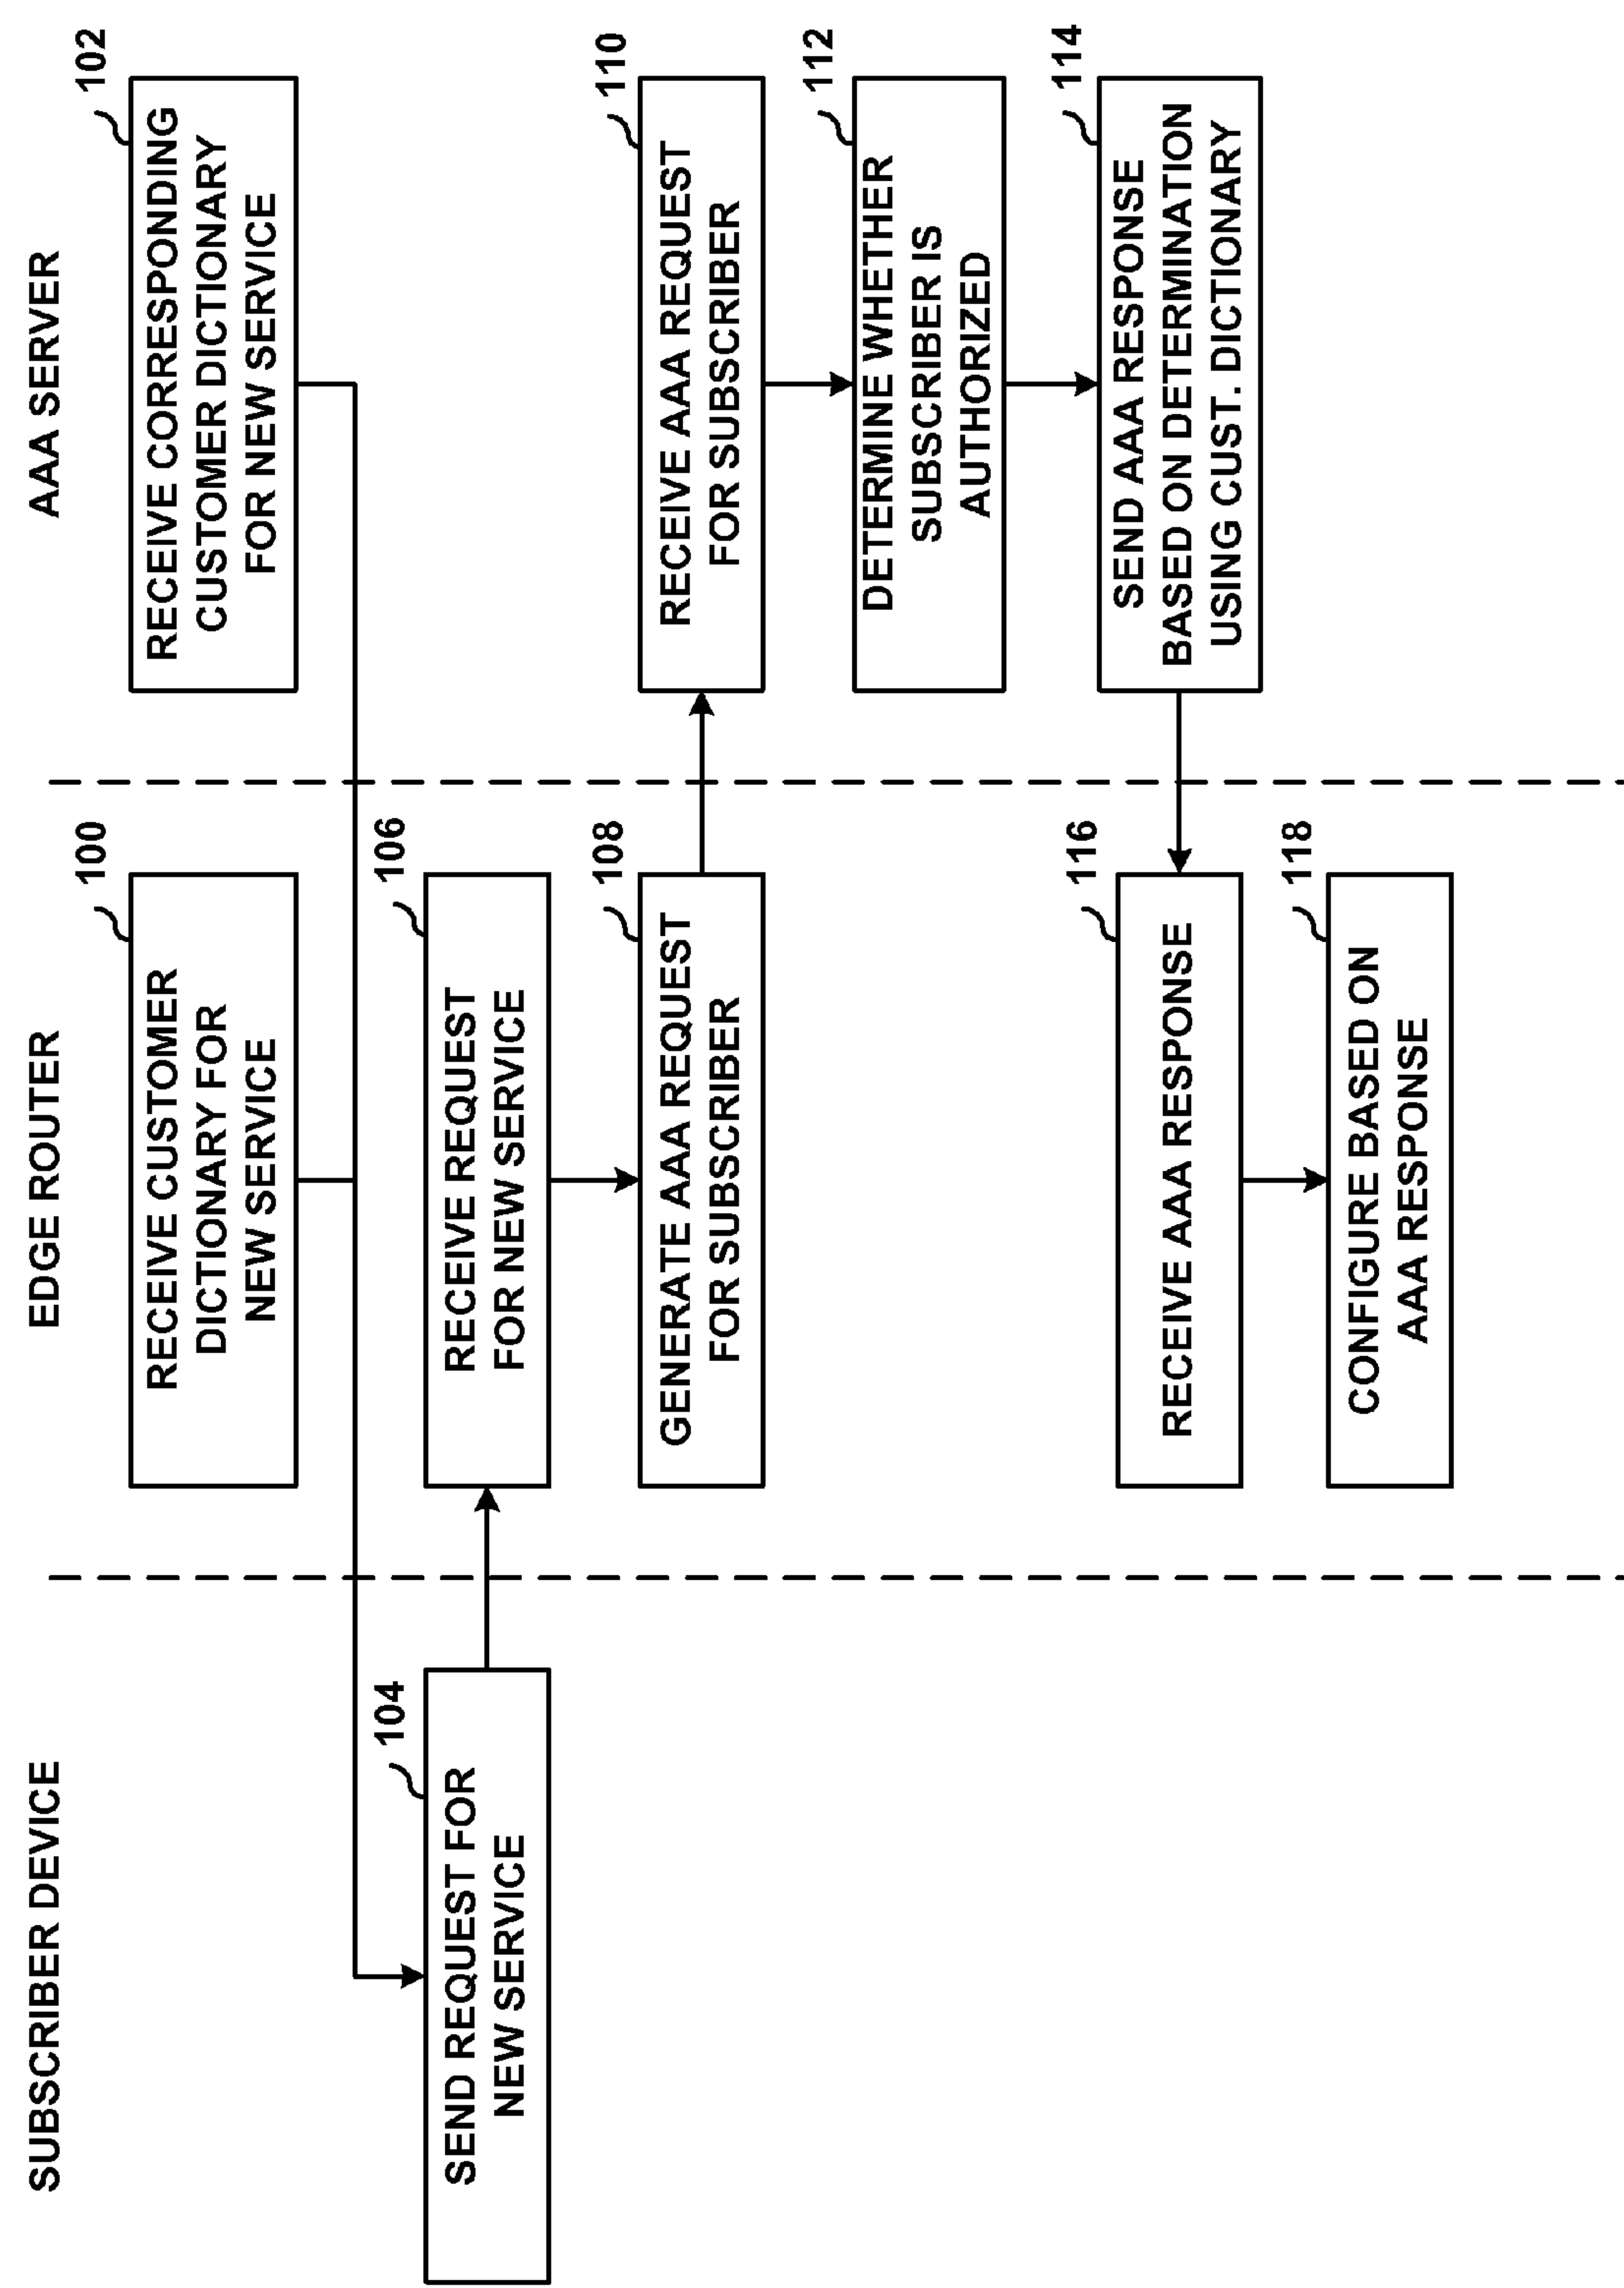 SUBSCRIBER DEVICE
EDGE ROUTER
AAA SERVER
100
RECEIVE CUSTOMER
DICTIONARY FOR
NEW SERVICE
102
RECEIVE CORRESPONDING
CUSTOMER DICTIONARY
FOR NEW SERVICE
104
SEND REQUEST FOR
NEW SERVICE
106
RECEIVE REQUEST
FOR NEW SERVICE
108
GENERATE AAA REQUEST
FOR SUBSCRIBER
110
RECEIVE AAA REQUEST
FOR SUBSCRIBER
112
DETERMINE WHETHER
SUBSCRIBER IS
AUTHORIZED
114
SEND AAA RESPONSE
BASED ON DETERMINATION
USING CUST. DICTIONARY
116
RECEIVE AAA RESPONSE
118
CONFIGURE BASED ON
AAA RESPONSE